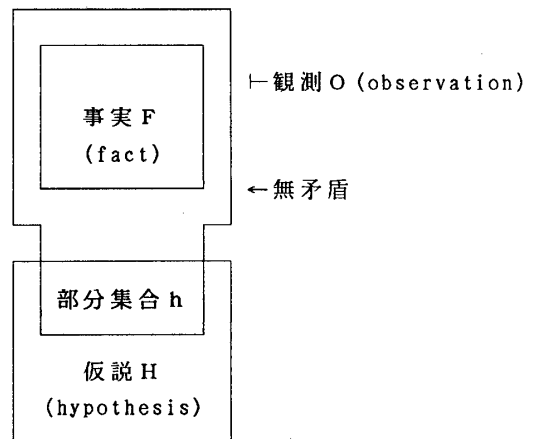 ⊢観測O (observation)
事実F
(fact)
←無矛盾
部分集合h
仮説H
(hypothesis)